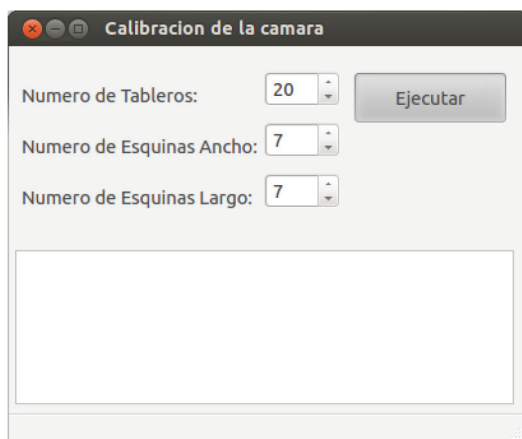 Calibracion de la camara
Numero de Tableros: 20 Ejecutar
Numero de Esquinas Ancho: 7
Numero de Esquinas Largo: 7